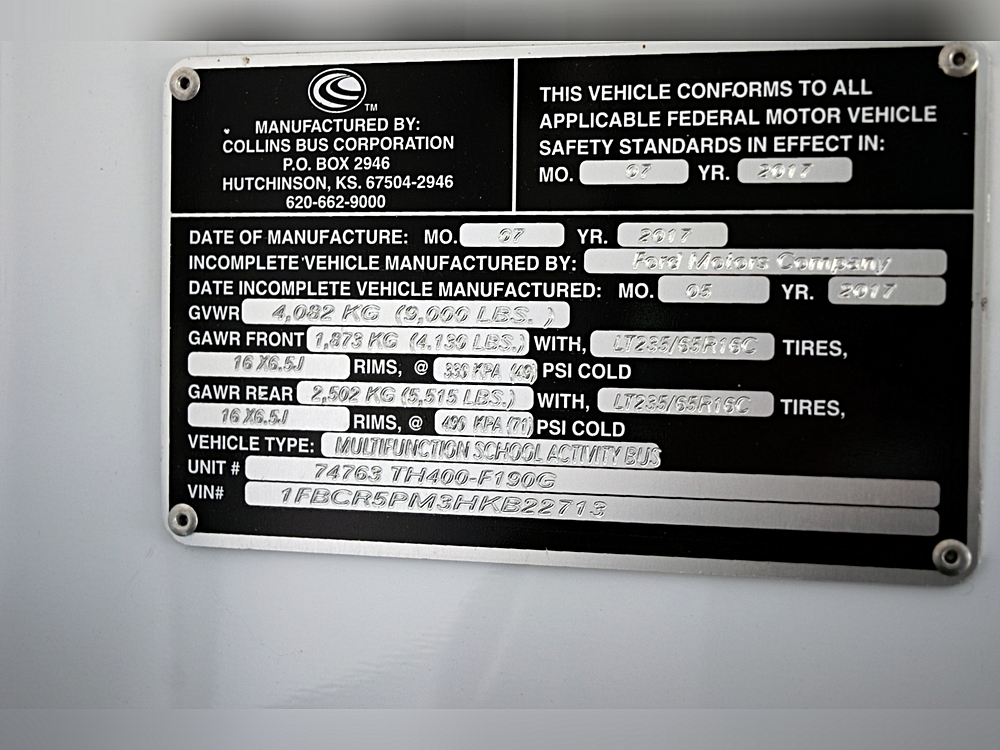 TM
MANUFACTURED BY:
COLLINS BUS CORPORATION
P.O. BOX 2946
HUTCHINSON, KS. 67504-2946
620-662-9000
THIS VEHICLE CONFORMS TO ALL
APPLICABLE FEDERAL MOTOR VEHICLE
SAFETY STANDARDS IN EFFECT IN:
MO. 07 YR. 2017
DATE OF MANUFACTURE: MO. 07 YR. 2017
INCOMPLETE VEHICLE MANUFACTURED BY: Ford Motors Company
DATE INCOMPLETE VEHICLE MANUFACTURED: MO. 05 YR. 2017
GVWR 4,082 KG (9,000 LBS. )
GAWR FRONT 1,873 KG (4,130 LBS.) WITH, LT235/65R16C TIRES,
16 X6.5J RIMS, @ KPA PSI COLD
GAWR REAR 2,502 KG (5,515 LBS.) WITH, LT235/65R16C TIRES,
16 X6.5J RIMS, @ 490 KPA (71) PSI COLD
VEHICLE TYPE: MULTIFUNCTION SCHOOL ACTIVITY BUS
UNIT # 74763 TH400-F190G
VIN# 1FBCR5PM3HKB22713